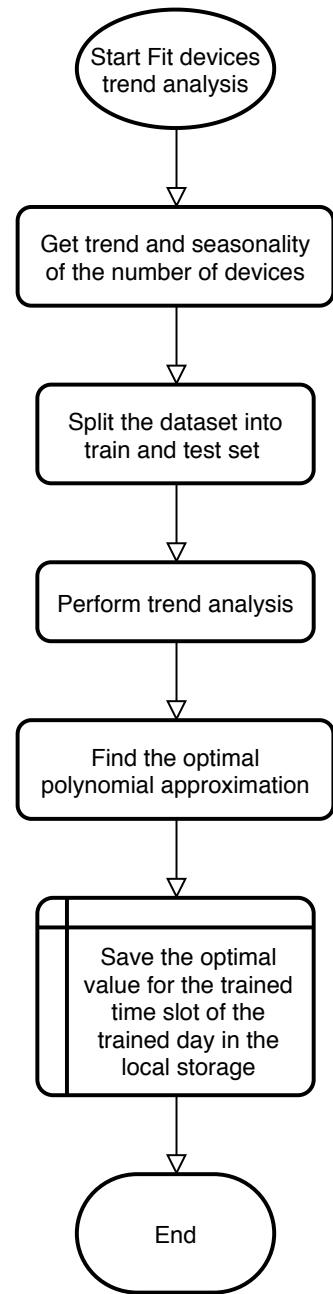 Start Fit devices
trend analysis
Get trend and seasonality
of the number of devices
Split the dataset into
train and test set
Perform trend analysis
Find the optimal
polynomial approximation
Save the optimal
value for the trained
time slot of the
trained day in the
local storage
End